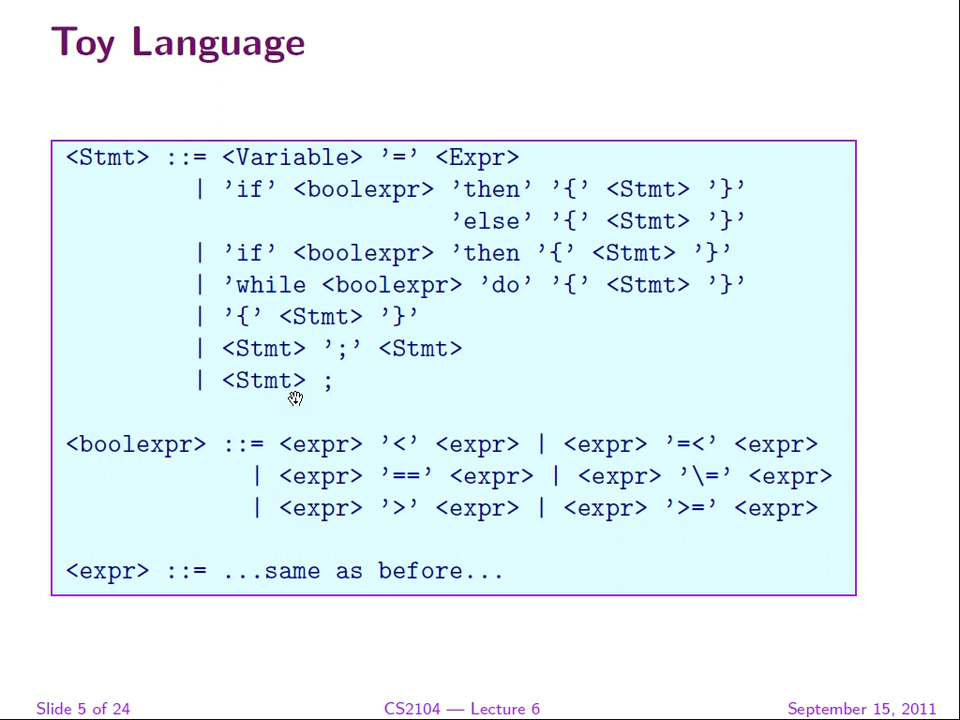 Toy Language
<Stmt> ::= <Variable> ’=’ <Expr>
| ’if’ <boolexpr> ’then’ ’{’ <Stmt> ’}’
’else’ ’{’ <Stmt> ’}’
| ’if’ <boolexpr> ’then ’{’ <Stmt> ’}’
| ’while <boolexpr> ’do’ ’{’ <Stmt> ’}’
| ’{’ <Stmt> ’}’
| <Stmt> ’;’ <Stmt>
| <Stmt> ;
<boolexpr> ::= <expr> ’<’ <expr> | <expr> ’=<’ <expr>
| <expr> ’==’ <expr> | <expr> ’\=’ <expr>
| <expr> ’>’ <expr> | <expr> ’>=’ <expr>
<expr> ::= ...same as before...
Slide 5 of 24 CS2104 — Lecture 6 September 15, 2011